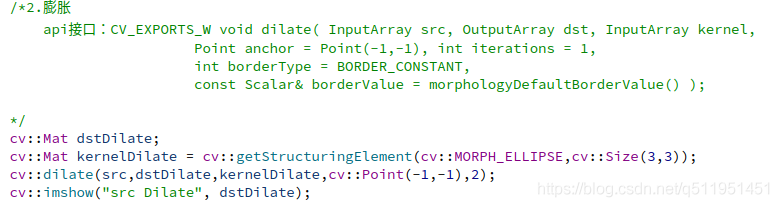 /*2.膨胀
api接口：CV_EXPORTS_W void dilate( InputArray src, OutputArray dst, InputArray kernel,
Point anchor = Point(-1,-1), int iterations = 1,
int borderType = BORDER_CONSTANT,
const Scalar& borderValue = morphologyDefaultBorderValue() );
*/
cv::Mat dstDilate;
cv::Mat kernelDilate = cv::getStructuringElement(cv::MORPH_ELLIPSE,cv::Size(3,3));
cv::dilate(src,dstDilate,kernelDilate,cv::Point(-1,-1),2);
cv::imshow("src Dilate", dstDilate);
https://blog.csdn.net/q511951451